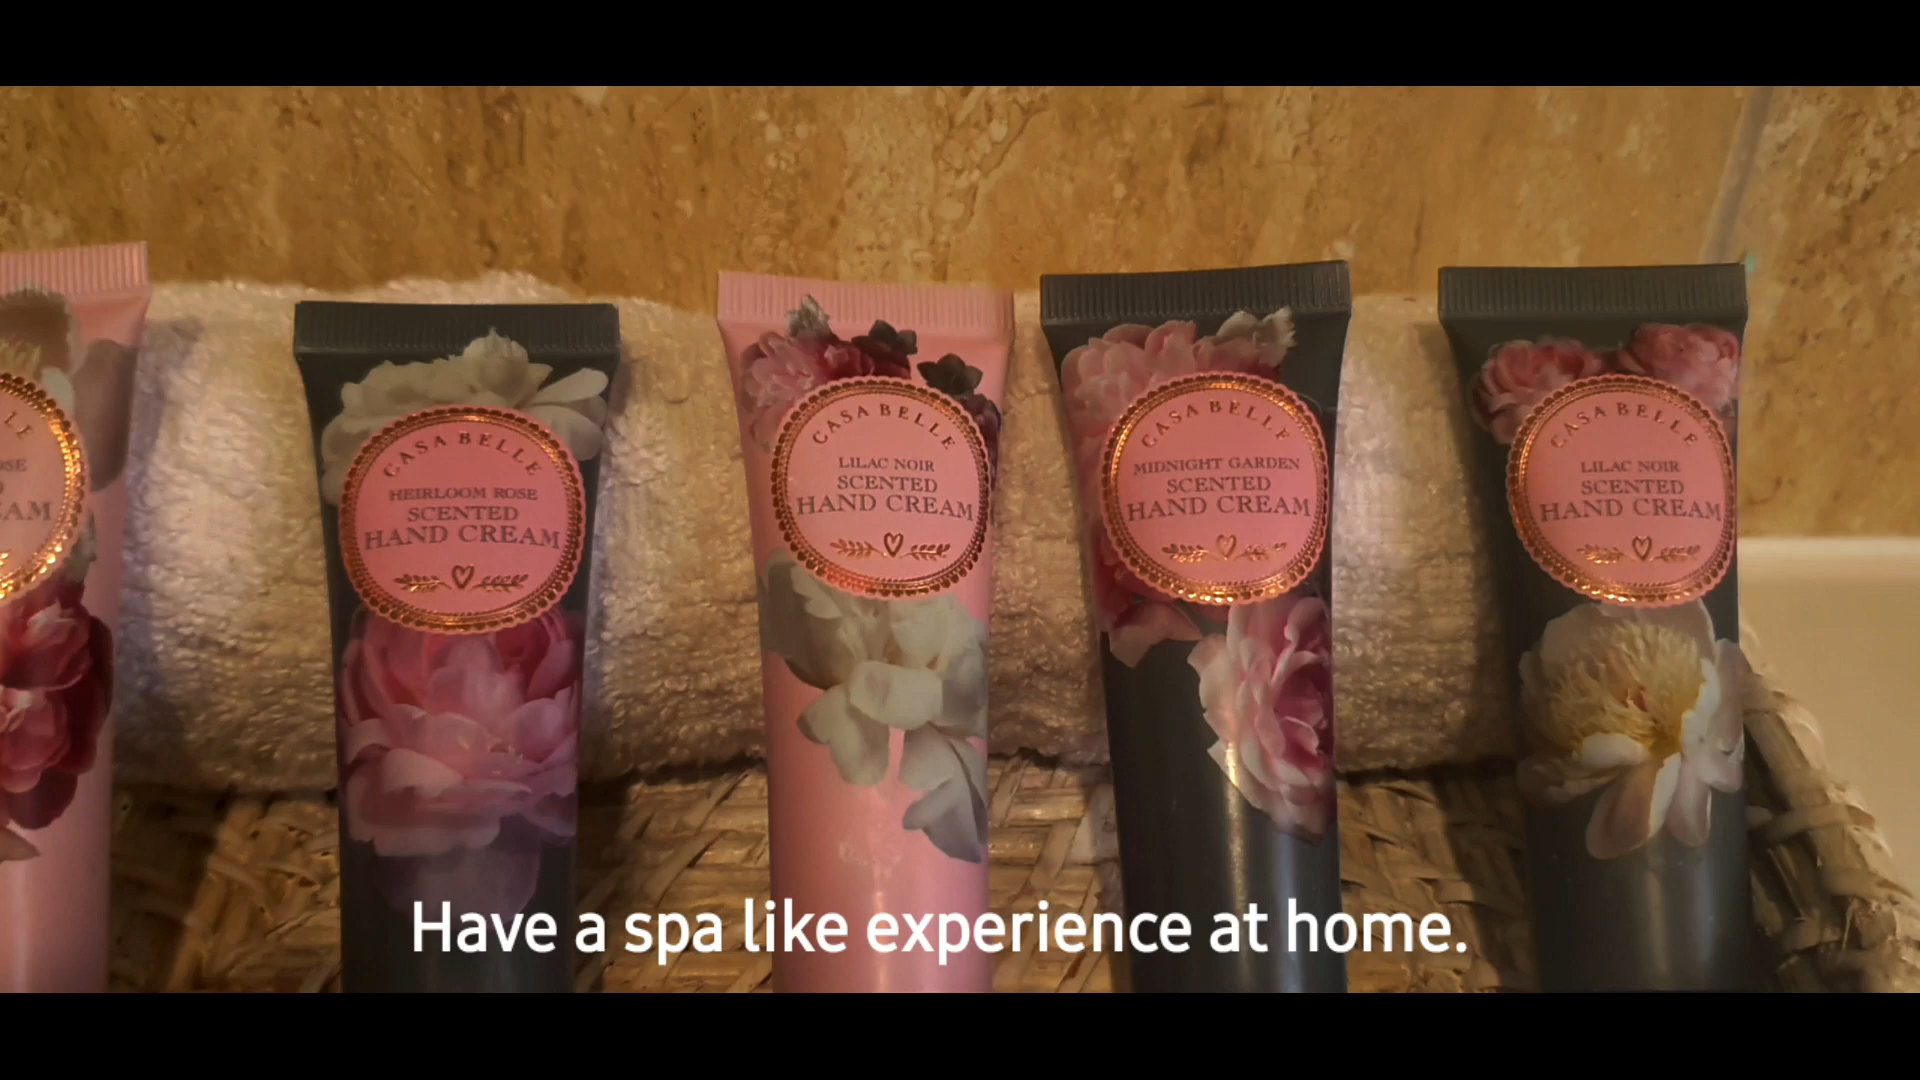 CASA BELLE
HEIRLOOM ROSE
SCENTED
HAND CREAM
CASA BELLE
LILAC NOIR
SCENTED
HAND CREAM
CASA BELLE
MIDNIGHT GARDEN
SCENTED
HAND CREAM
CASA BELLE
LILAC NOIR
SCENTED
HAND CREAM
Have a spa like experience at home.